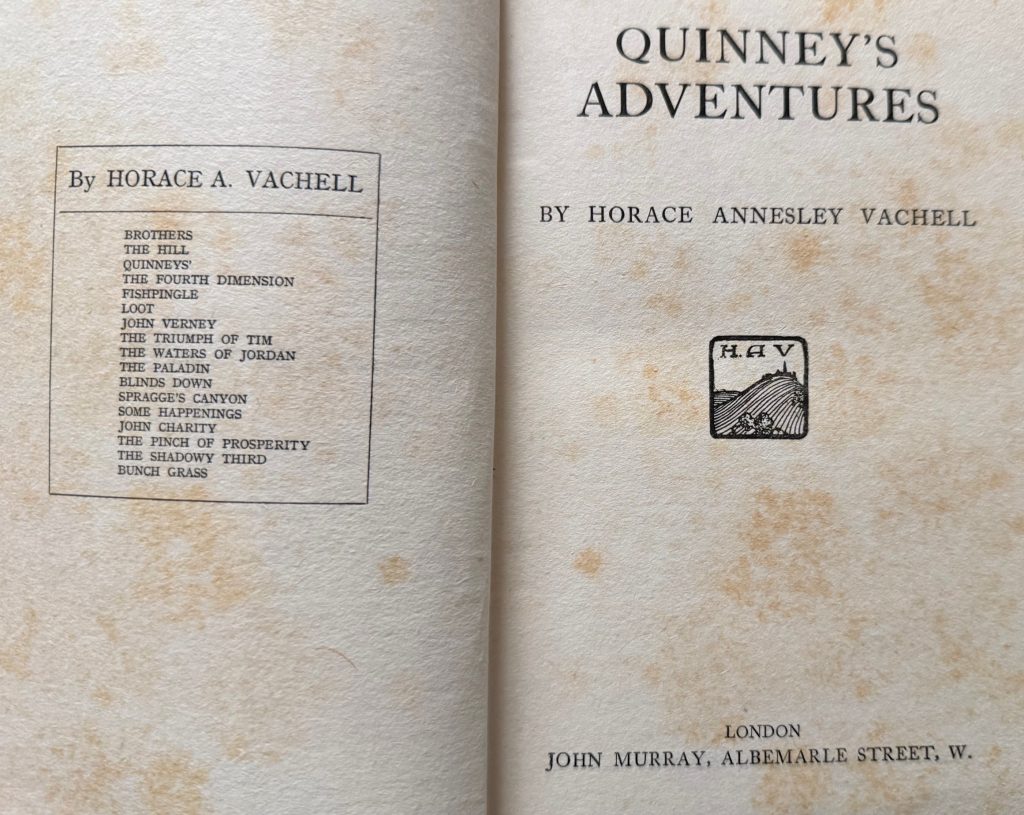 By HORACE A. VACHELL
BROTHERS
THE HILL
QUINNEYS'
THE FOURTH DIMENSION
FISHPINGLE
LOOT
JOHN VERNEY
THE TRIUMPH OF TIM
THE WATERS OF JORDAN
THE PALADIN
BLINDS DOWN
SPRAGGE'S CANYON
SOME HAPPENINGS
JOHN CHARITY
THE PINCH OF PROSPERITY
THE SHADOWY THIRD
BUNCH GRASS
QUINNEY'S
ADVENTURES
BY HORACE ANNESLEY VACHELL
H.A V
LONDON
JOHN MURRAY, ALBEMARLE STREET, W.